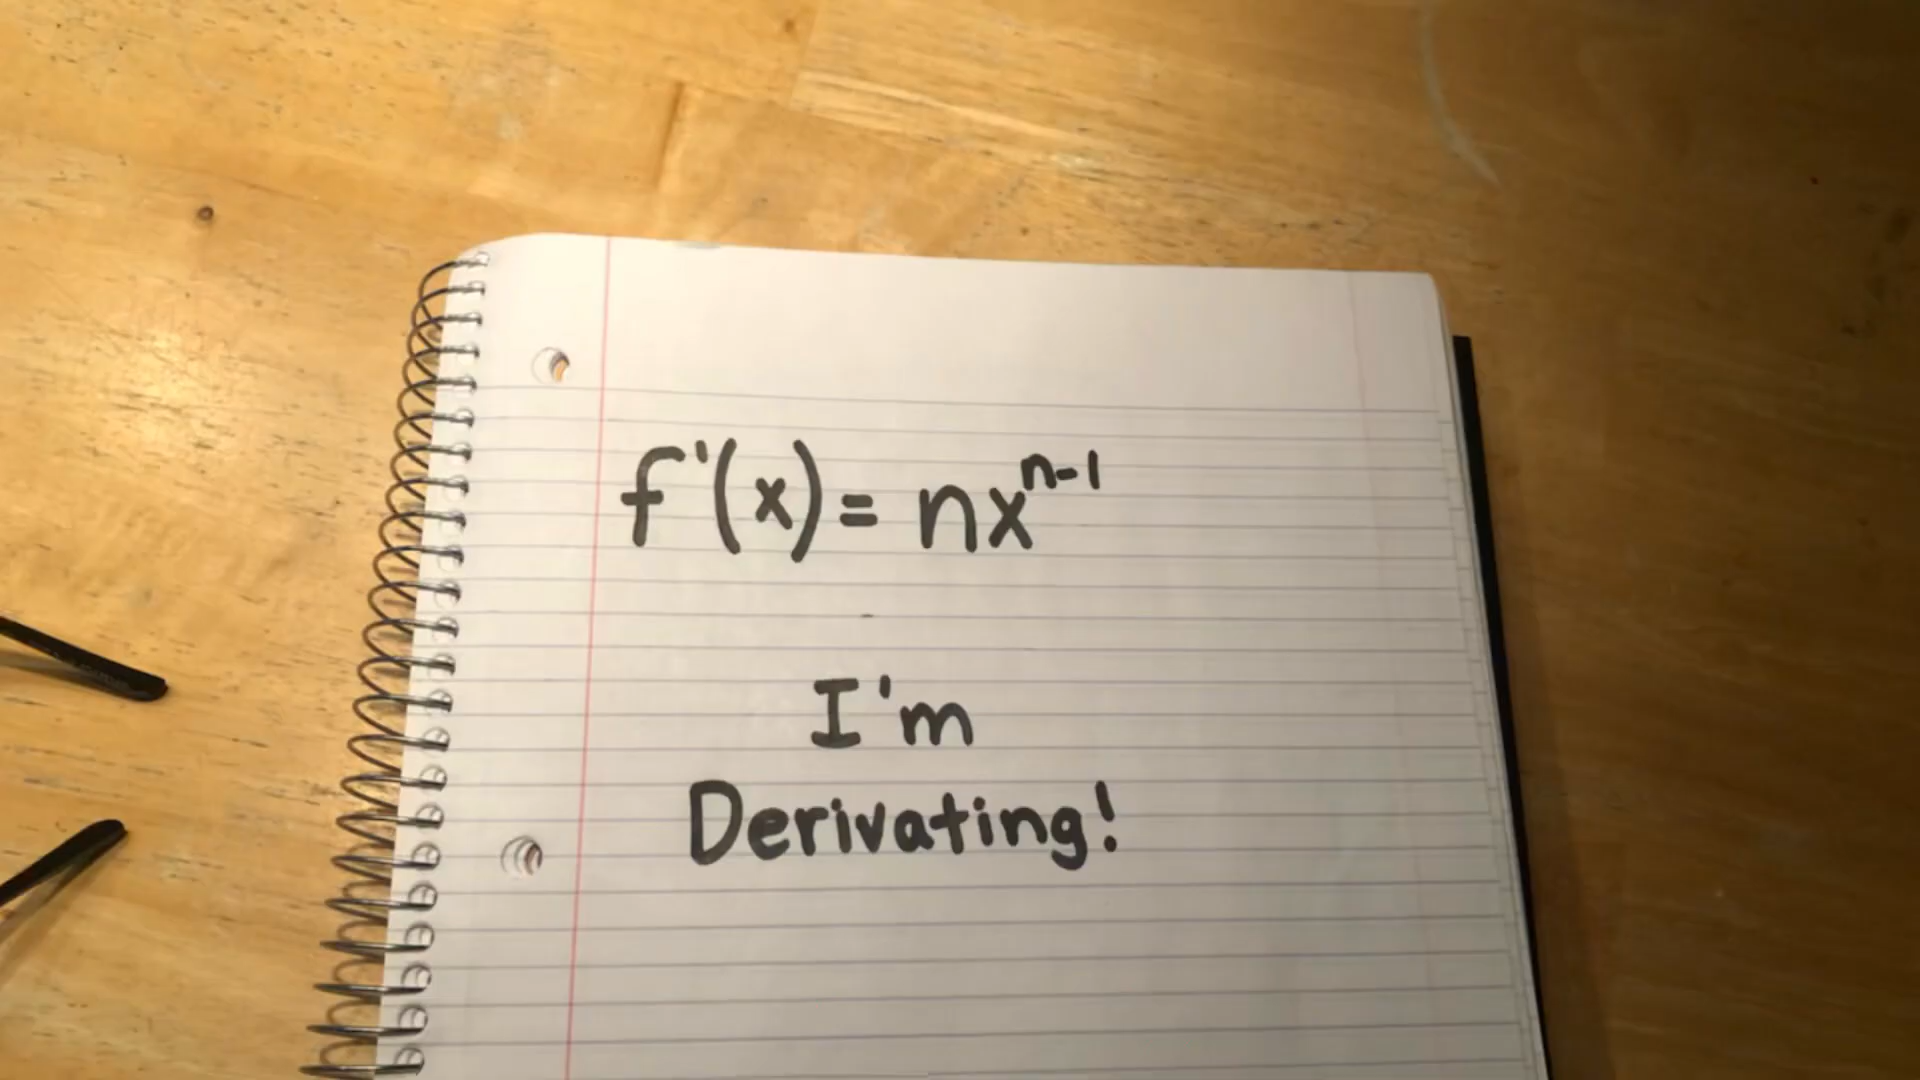 f'(x) = nx^{n-1}
I'm
Derivating!